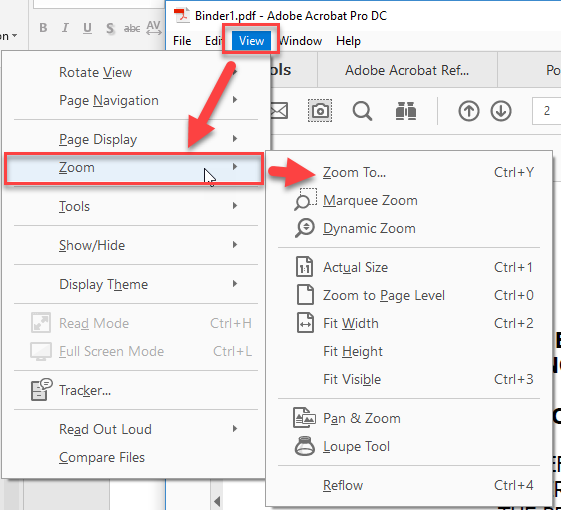 Binder1.pdf - Adobe Acrobat Pro DC
B I U A
File Edi View Window Help
ols Adobe Acrobat Ref... Po
2
Rotate View
Page Navigation
Page Display
Zoom
Tools
Show/Hide
Display Theme
Read Mode Ctrl+H
Full Screen Mode Ctrl+L
Tracker...
Read Out Loud
Compare Files
Zoom To... Ctrl+Y
Marquee Zoom
Dynamic Zoom
1:1 Actual Size Ctrl+1
Zoom to Page Level Ctrl+0
Fit Width Ctrl+2
Fit Height
Fit Visible Ctrl+3
Pan & Zoom
Loupe Tool
Reflow Ctrl+4